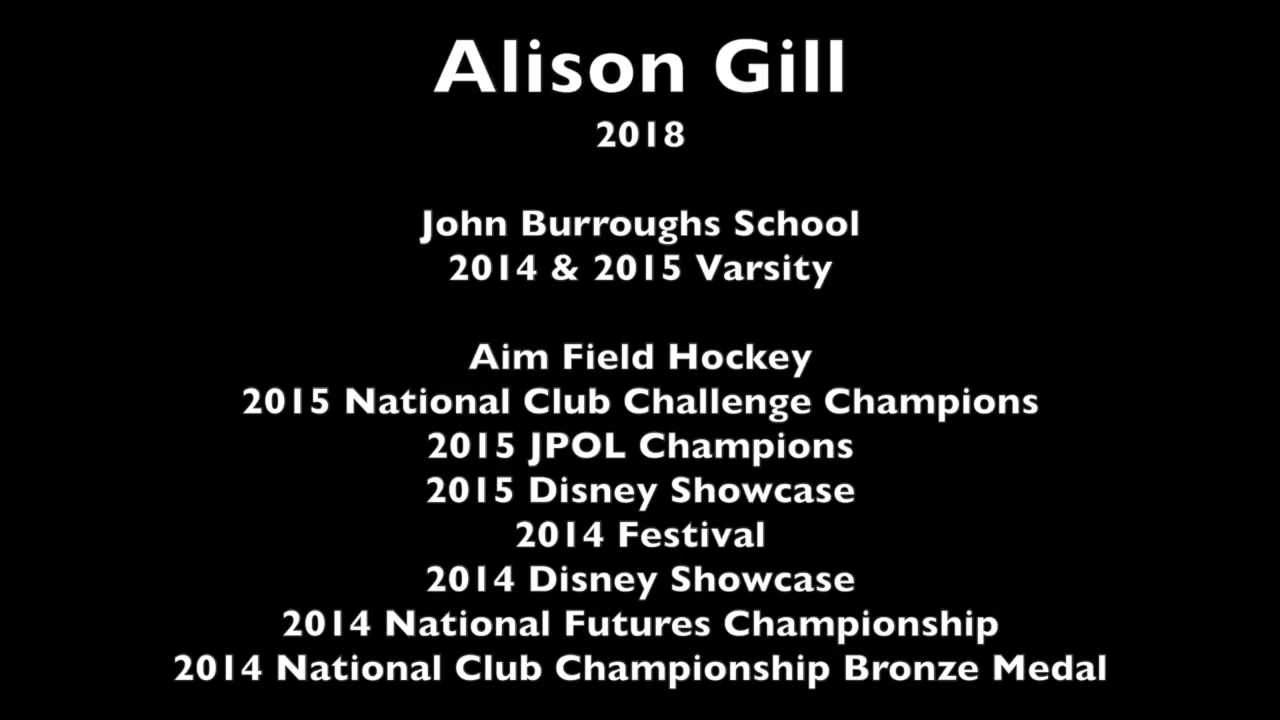 Alison Gill
2018
John Burroughs School
2014 & 2015 Varsity
Aim Field Hockey
2015 National Club Challenge Champions
2015 JPOL Champions
2015 Disney Showcase
2014 Festival
2014 Disney Showcase
2014 National Futures Championship
2014 National Club Championship Bronze Medal